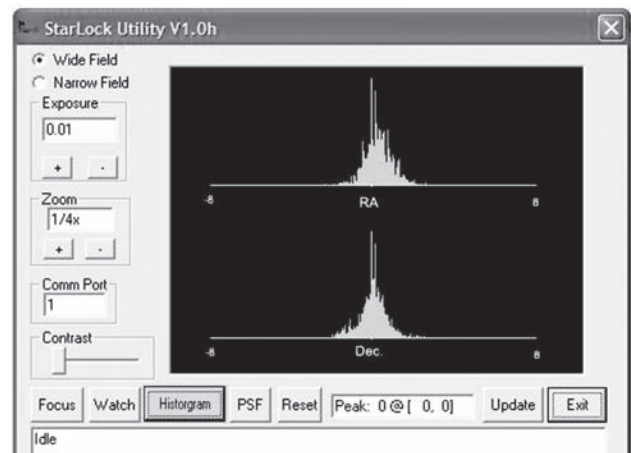 StarLock Utility V1.0h
Wide Field
Narrow Field
Exposure
0.01
+ -
Zoom
1/4x
+ -
Comm Port
1
Contrast
-8 RA 8
-8 Dec. 8
Focus Watch Historgram PSF Reset Peak: 0 @ [ 0, 0] Update Exit
Idle